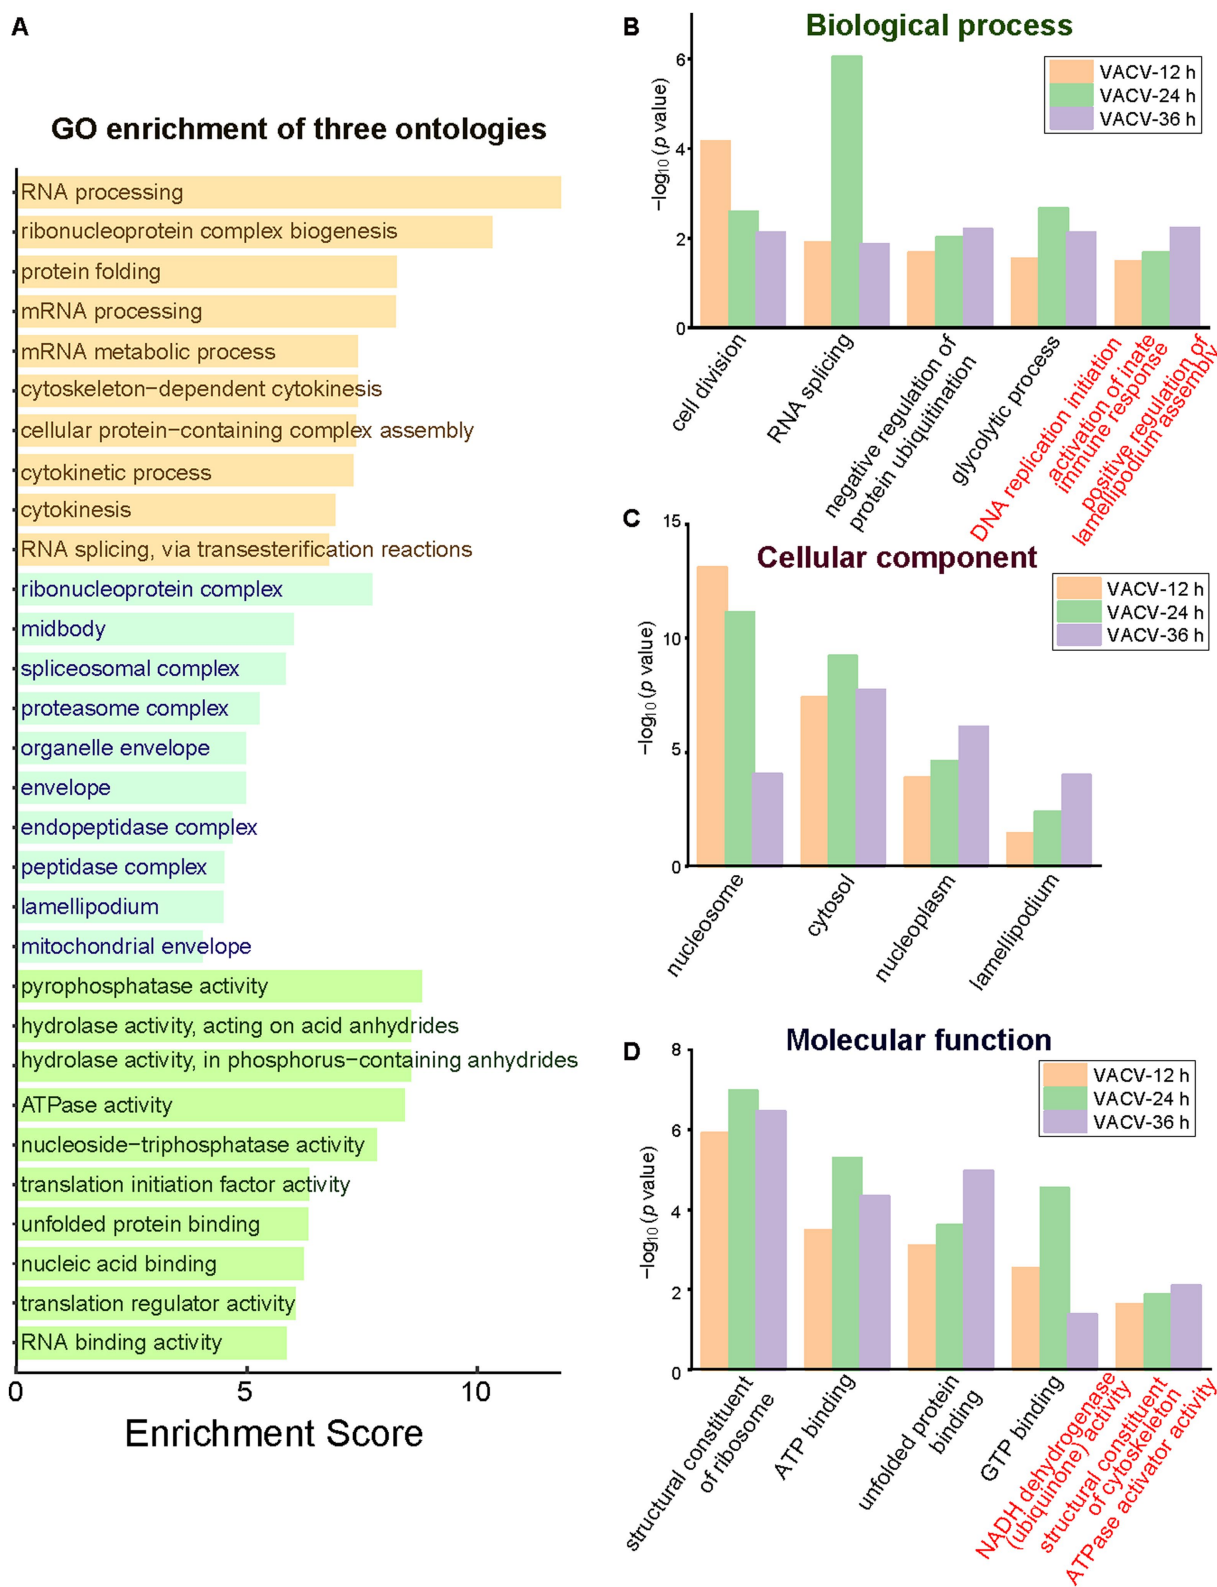 A
GO enrichment of three ontologies
RNA processing
ribonucleoprotein complex biogenesis
protein folding
mRNA processing
mRNA metabolic process
cytoskeleton−dependent cytokinesis
cellular protein−containing complex assembly
cytokinetic process
cytokinesis
RNA splicing, via transesterification reactions
ribonucleoprotein complex
midbody
spliceosomal complex
proteasome complex
organelle envelope
envelope
endopeptidase complex
peptidase complex
lamellipodium
mitochondrial envelope
pyrophosphatase activity
hydrolase activity, acting on acid anhydrides
hydrolase activity, in phosphorus−containing anhydrides
ATPase activity
nucleoside−triphosphatase activity
translation initiation factor activity
unfolded protein binding
nucleic acid binding
translation regulator activity
RNA binding activity
0 5 10
Enrichment Score
B
Biological process
VACV-12 h
VACV-24 h
VACV-36 h
−log10 (p value)
6
4
2
0
cell division
RNA splicing
negative regulation of
protein ubiquitination
glycolytic process
DNA replication initiation
activation of inate
immune response
positive regulation of
lamellipodium assembly
C
Cellular component
VACV-12 h
VACV-24 h
VACV-36 h
−log10 (p value)
15
10
5
0
nucleosome
cytosol
nucleoplasm
lamellipodium
D
Molecular function
VACV-12 h
VACV-24 h
VACV-36 h
−log10 (p value)
8
6
4
2
0
structural constituent
of ribosome
ATP binding
unfolded protein
binding
GTP binding
NADH dehydrogenase
(ubiquinone) activity
structural constituent
of cytoskeleton
ATPase activator activity